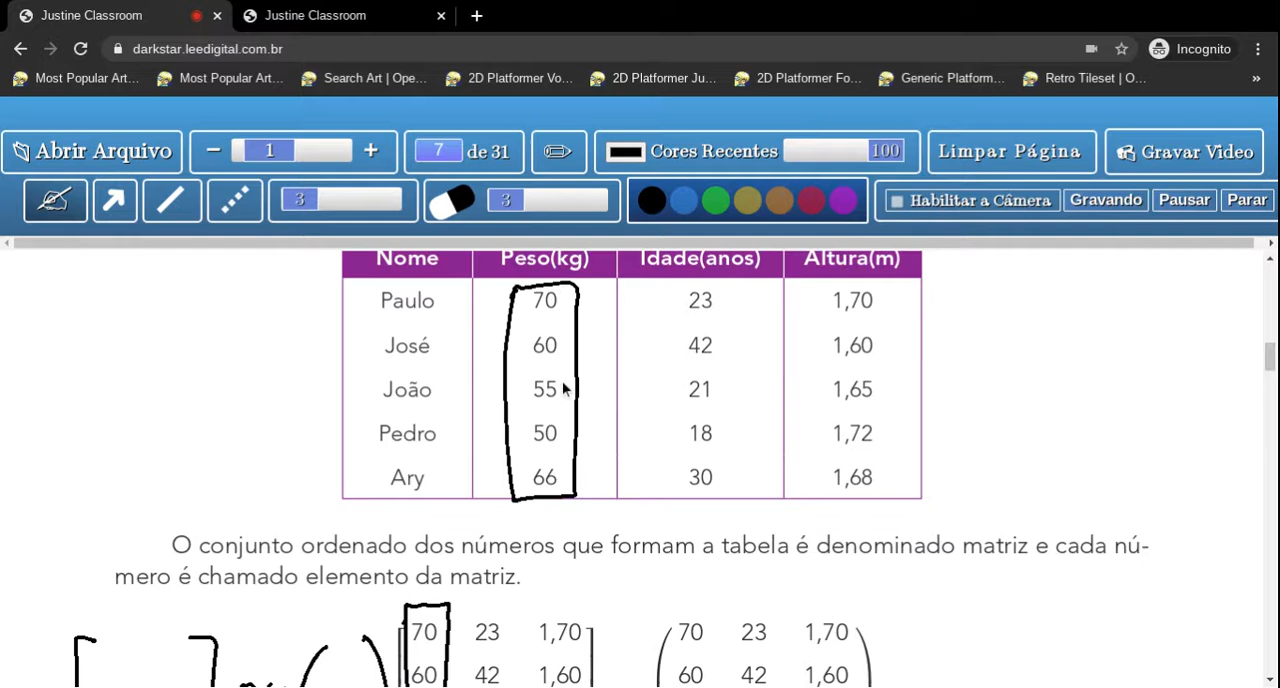 Justine Classroom
Justine Classroom
darkstar.leedigital.com.br
Incognito
Most Popular Art...
Most Popular Art...
Search Art | Ope...
2D Platformer Vo...
2D Platformer Ju...
2D Platformer Fo...
Generic Platform...
Retro Tileset | O...
»
Abrir Arquivo
− 1 +
7 de 31
Cores Recentes 100
Limpar Página
Gravar Video
3
3
Habilitar a Câmera
Gravando
Pausar
Parar
Nome Peso(kg) Idade(anos) Altura(m)
Paulo 70 23 1,70
José 60 42 1,60
João 55 21 1,65
Pedro 50 18 1,72
Ary 66 30 1,68
O conjunto ordenado dos números que formam a tabela é denominado matriz e cada nú-
mero é chamado elemento da matriz.
70 23 1,70 70 23 1,70
60 42 1,60 60 42 1,60